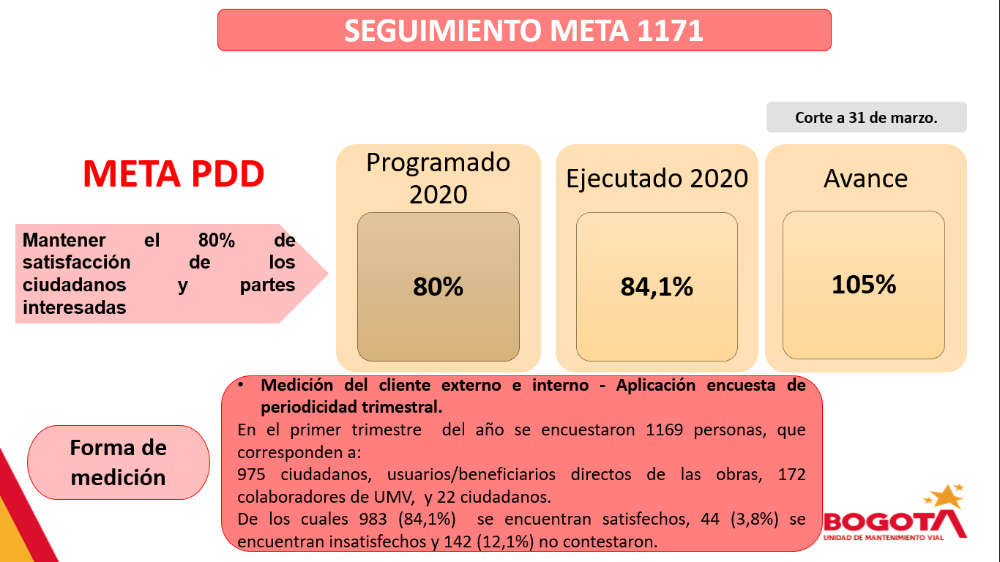 SEGUIMIENTO META 1171
Corte a 31 de marzo.
META PDD
Mantener el 80% de
satisfacción de los
ciudadanos y partes
interesadas
Programado
2020
80%
Ejecutado 2020
84,1%
Avance
105%
Forma de
medición
• Medición del cliente externo e interno - Aplicación encuesta de
periodicidad trimestral.
En el primer trimestre del año se encuestaron 1169 personas, que
corresponden a:
975 ciudadanos, usuarios/beneficiarios directos de las obras, 172
colaboradores de UMV, y 22 ciudadanos.
De los cuales 983 (84,1%) se encuentran satisfechos, 44 (3,8%) se
encuentran insatisfechos y 142 (12,1%) no contestaron.
BOGOTA
UNIDAD DE MANTENIMIENTO VIAL